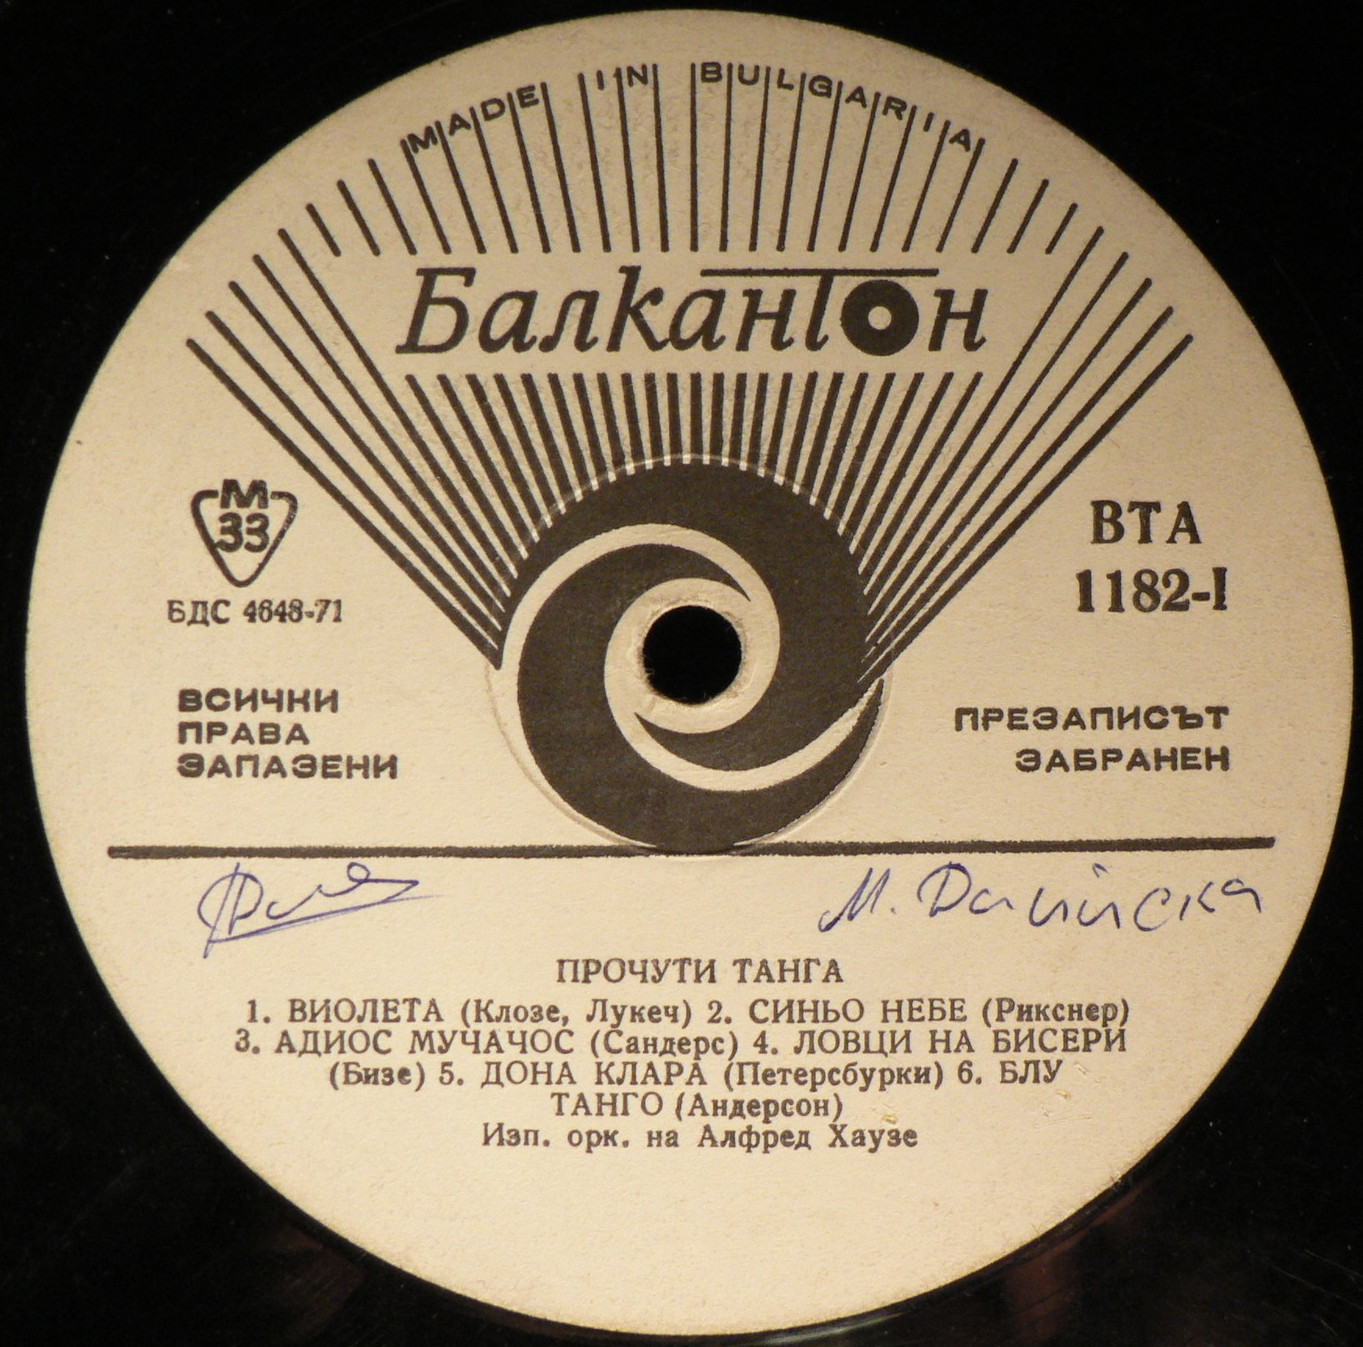 MADE IN BULGARIA
Балкантон
М
33
БДС 4648-71
ВТА
1182-I
ВСИЧКИ
ПРАВА
ЗАПАЗЕНИ
ПРЕЗАПИСЪТ
ЗАБРАНЕН
М.
ПРОЧУТИ ТАНГА
1. ВИОЛЕТА (Клозе, Лукеч) 2. СИНЬО НЕБЕ (Рикснер)
3. АДИОС МУЧАЧОС (Сандерс) 4. ЛОВЦИ НА БИСЕРИ
(Бизе) 5. ДОНА КЛАРА (Петерсбурки) 6. БЛУ
ТАНГО (Андерсон)
Изп. орк. на Алфред Хаузе